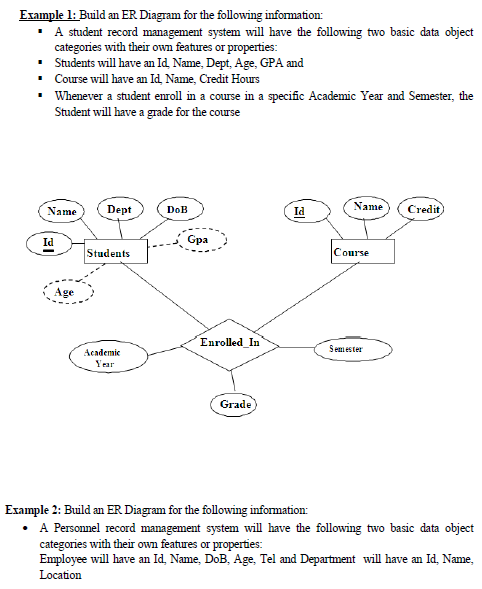 Example 1: Build an ER Diagram for the following information:
▪ A student record management system will have the following two basic data object
categories with their own features or properties:
▪ Students will have an Id, Name, Dept, Age, GPA and
▪ Course will have an Id, Name, Credit Hours
▪ Whenever a student enroll in a course in a specific Academic Year and Semester, the
Student will have a grade for the course
Name
Dept
DoB
Id
Name
Credit
Id
Gpa
Students
Course
Age
Enrolled_In
Academic
Year
Semester
Grade
Example 2: Build an ER Diagram for the following information:
• A Personnel record management system will have the following two basic data object
categories with their own features or properties:
Employee will have an Id, Name, DoB, Age, Tel and Department will have an Id, Name,
Location